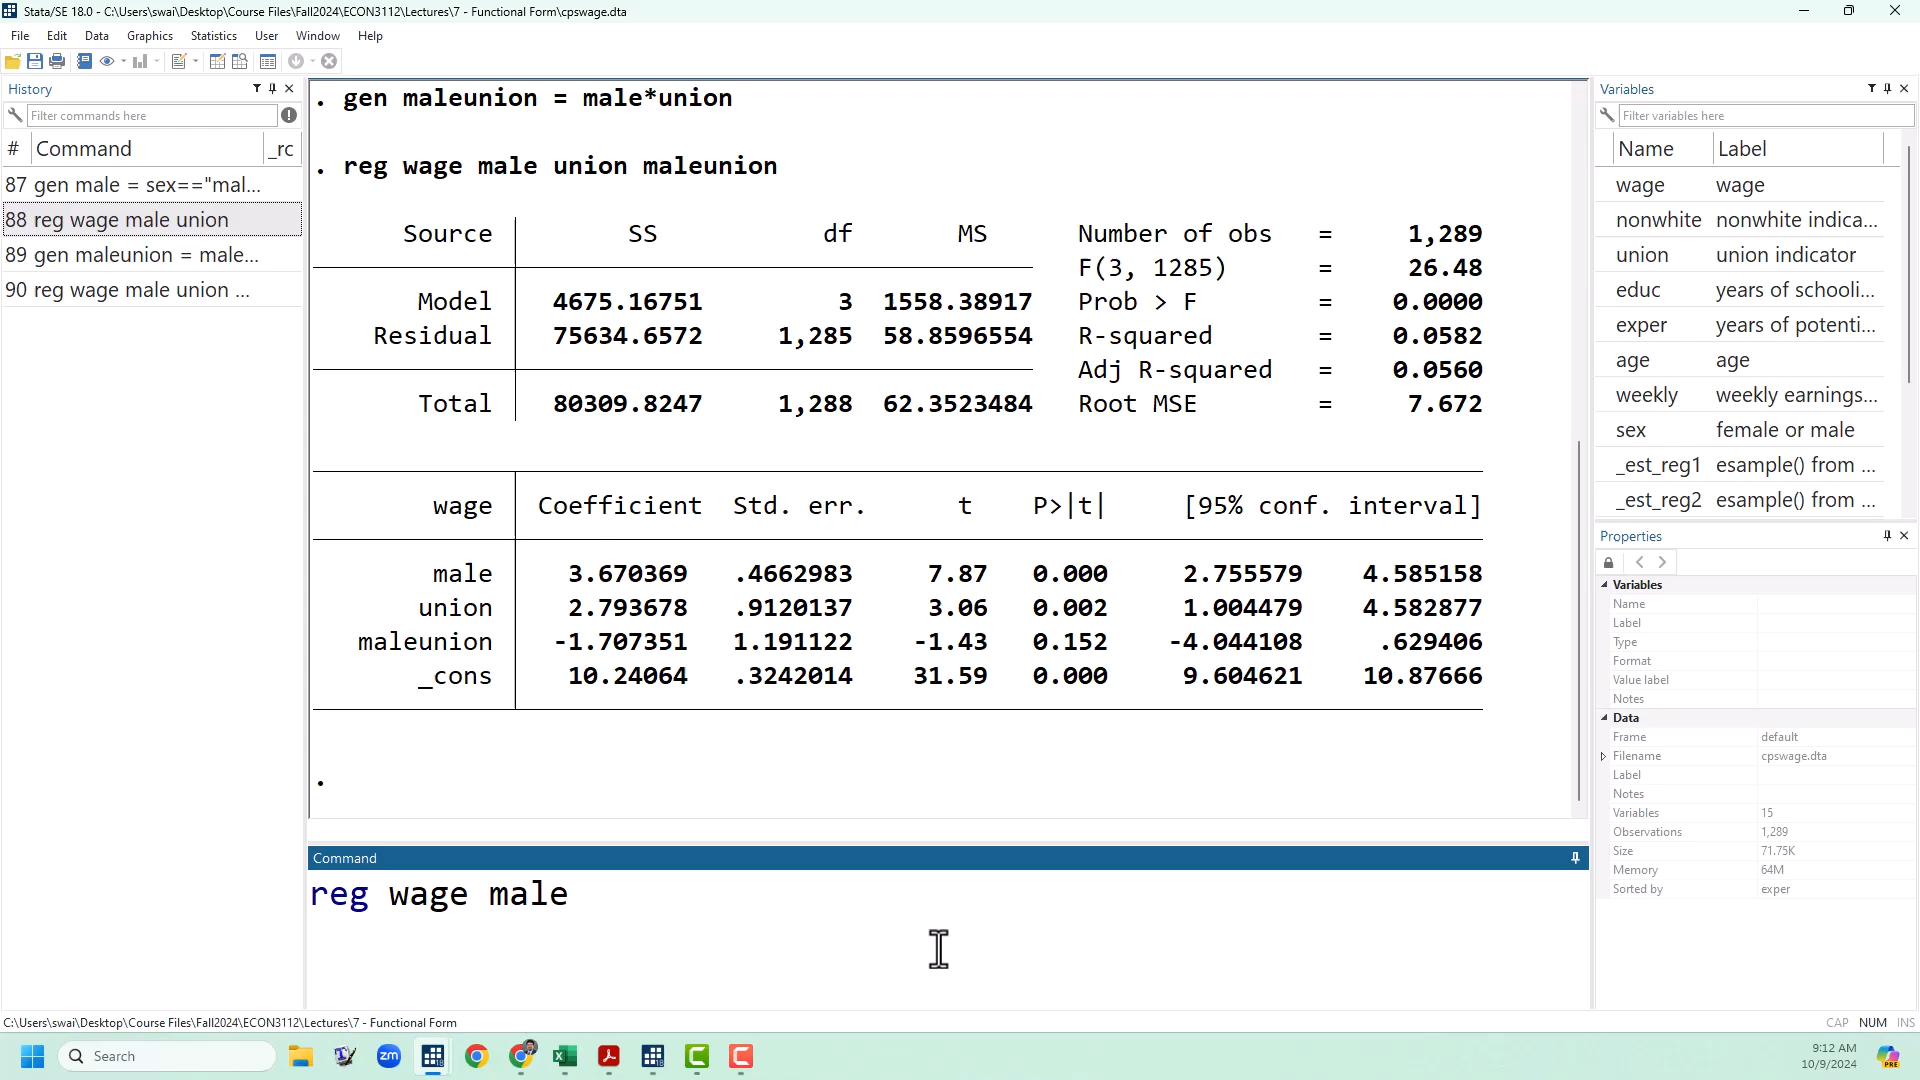 Stata/SE 18.0 - C:\Users\swai\Desktop\Course Files\Fall2024\ECON3112\Lectures\7 - Functional Form\cpswage.dta
File Edit Data Graphics Statistics User Window Help
History
Filter commands here
# Command _rc
87 gen male = sex=="mal...
88 reg wage male union
89 gen maleunion = male...
90 reg wage male union ...
. gen maleunion = male*union
. reg wage male union maleunion
Source SS df MS Number of obs = 1,289
F(3, 1285) = 26.48
Model 4675.16751 3 1558.38917 Prob > F = 0.0000
Residual 75634.6572 1,285 58.8596554 R-squared = 0.0582
Adj R-squared = 0.0560
Total 80309.8247 1,288 62.3523484 Root MSE = 7.672
wage Coefficient Std. err. t P>|t| [95% conf. interval]
male 3.670369 .4662983 7.87 0.000 2.755579 4.585158
union 2.793678 .9120137 3.06 0.002 1.004479 4.582877
maleunion -1.707351 1.191122 -1.43 0.152 -4.044108 .629406
_cons 10.24064 .3242014 31.59 0.000 9.604621 10.87666
.
Command
reg wage male
Variables
Filter variables here
Name Label
wage wage
nonwhite nonwhite indica...
union union indicator
educ years of schooli...
exper years of potenti...
age age
weekly weekly earnings...
sex female or male
_est_reg1 esample() from ...
_est_reg2 esample() from ...
Properties
Variables
Name
Label
Type
Format
Value label
Notes
Data
Frame default
Filename cpswage.dta
Label
Notes
Variables 15
Observations 1,289
Size 71.75K
Memory 64M
Sorted by exper
C:\Users\swai\Desktop\Course Files\Fall2024\ECON3112\Lectures\7 - Functional Form
CAP NUM INS
Search
zm
9:12 AM
10/9/2024
PRE